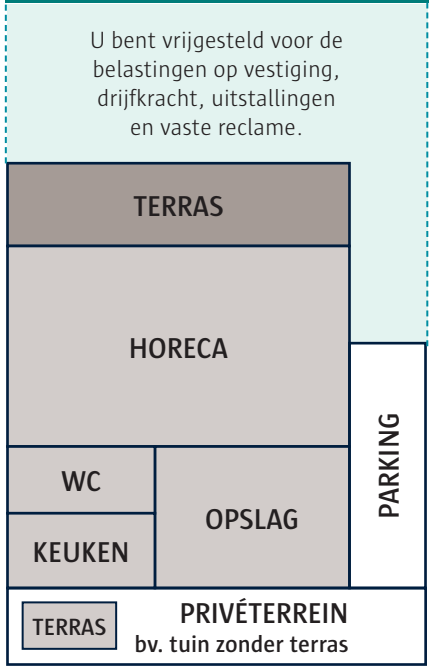 U bent vrijgesteld voor de
belastingen op vestiging,
drijfkracht, uitstallingen
en vaste reclame.
TERRAS
HORECA
WC
KEUKEN
OPSLAG
PARKING
TERRAS
PRIVÉTERREIN
bv. tuin zonder terras